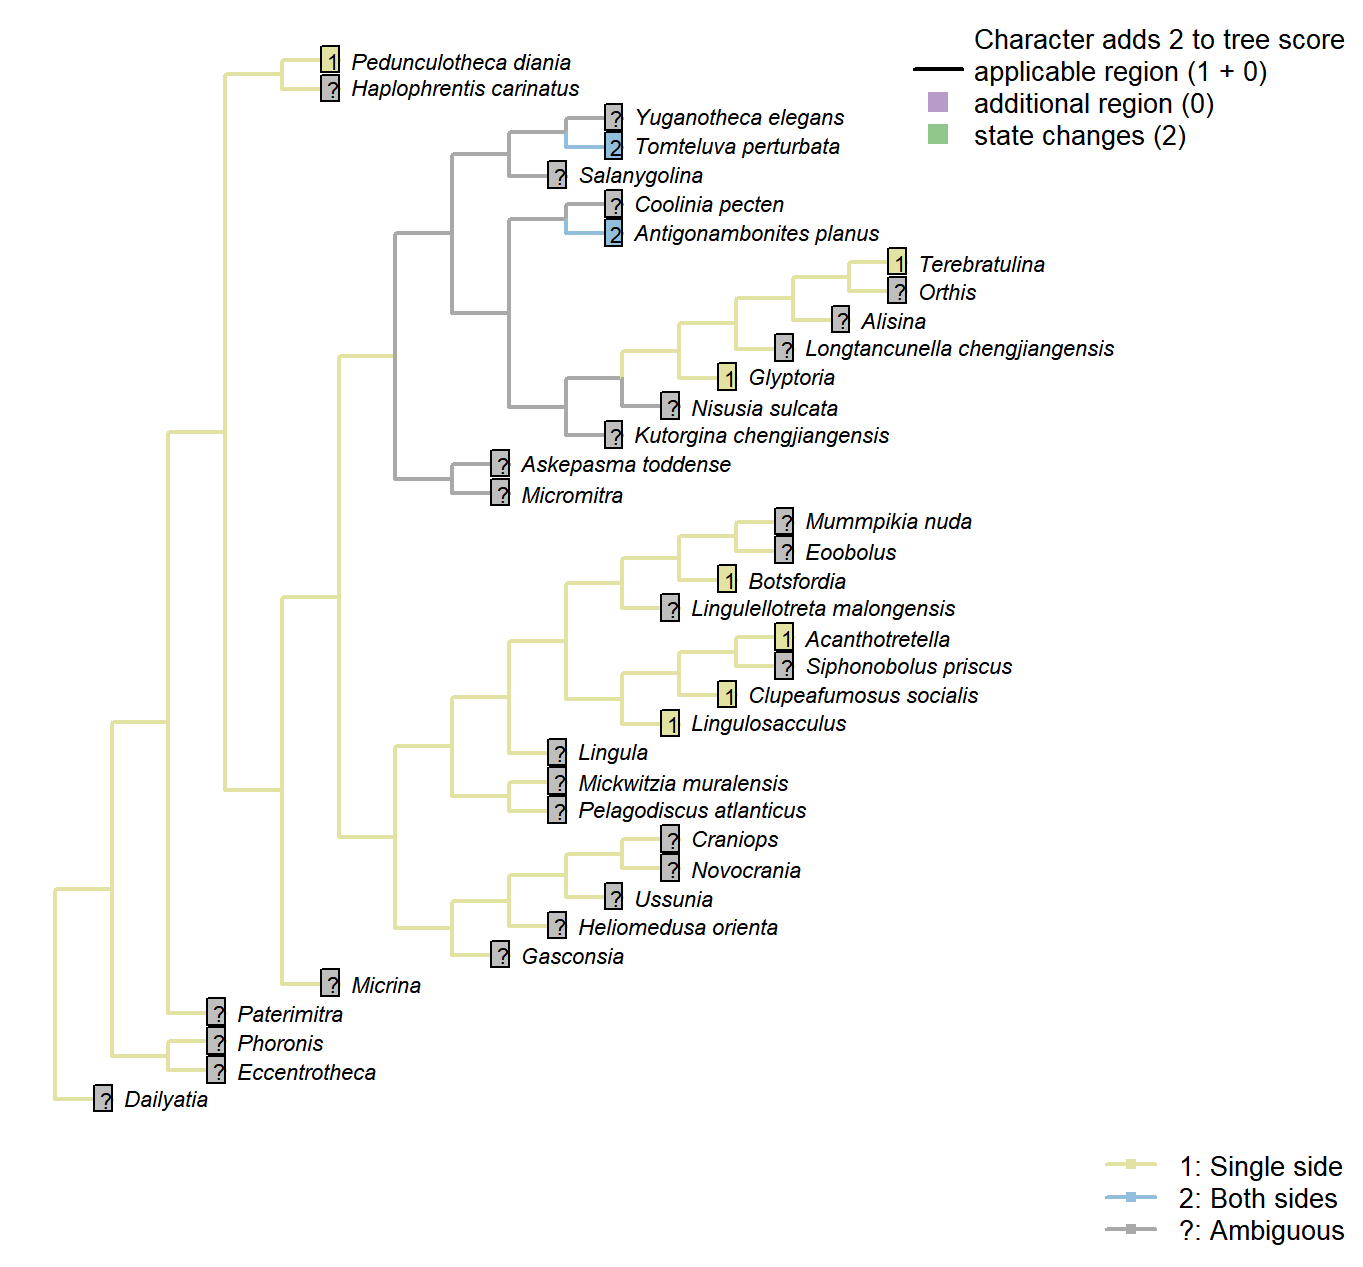 Character adds 2 to tree score
applicable region (1 + 0)
additional region (0)
state changes (2)
1 Pedunculotheca diania
? Haplophrentis carinatus
? Yuganotheca elegans
2 Tomteluva perturbata
? Salanygolina
? Coolinia pecten
2 Antigonambonites planus
1 Terebratulina
? Orthis
? Alisina
? Longtancunella chengjiangensis
1 Glyptoria
? Nisusia sulcata
? Kutorgina chengjiangensis
? Askepasma toddense
? Micromitra
? Mummpikia nuda
? Eoobolus
1 Botsfordia
? Lingulellotreta malongensis
1 Acanthotretella
? Siphonobolus priscus
1 Clupeafumosus socialis
1 Lingulosacculus
? Lingula
? Mickwitzia muralensis
? Pelagodiscus atlanticus
? Craniops
? Novocrania
? Ussunia
? Heliomedusa orienta
? Gasconsia
? Micrina
? Paterimitra
? Phoronis
? Eccentrotheca
? Dailyatia
1: Single side
2: Both sides
?: Ambiguous